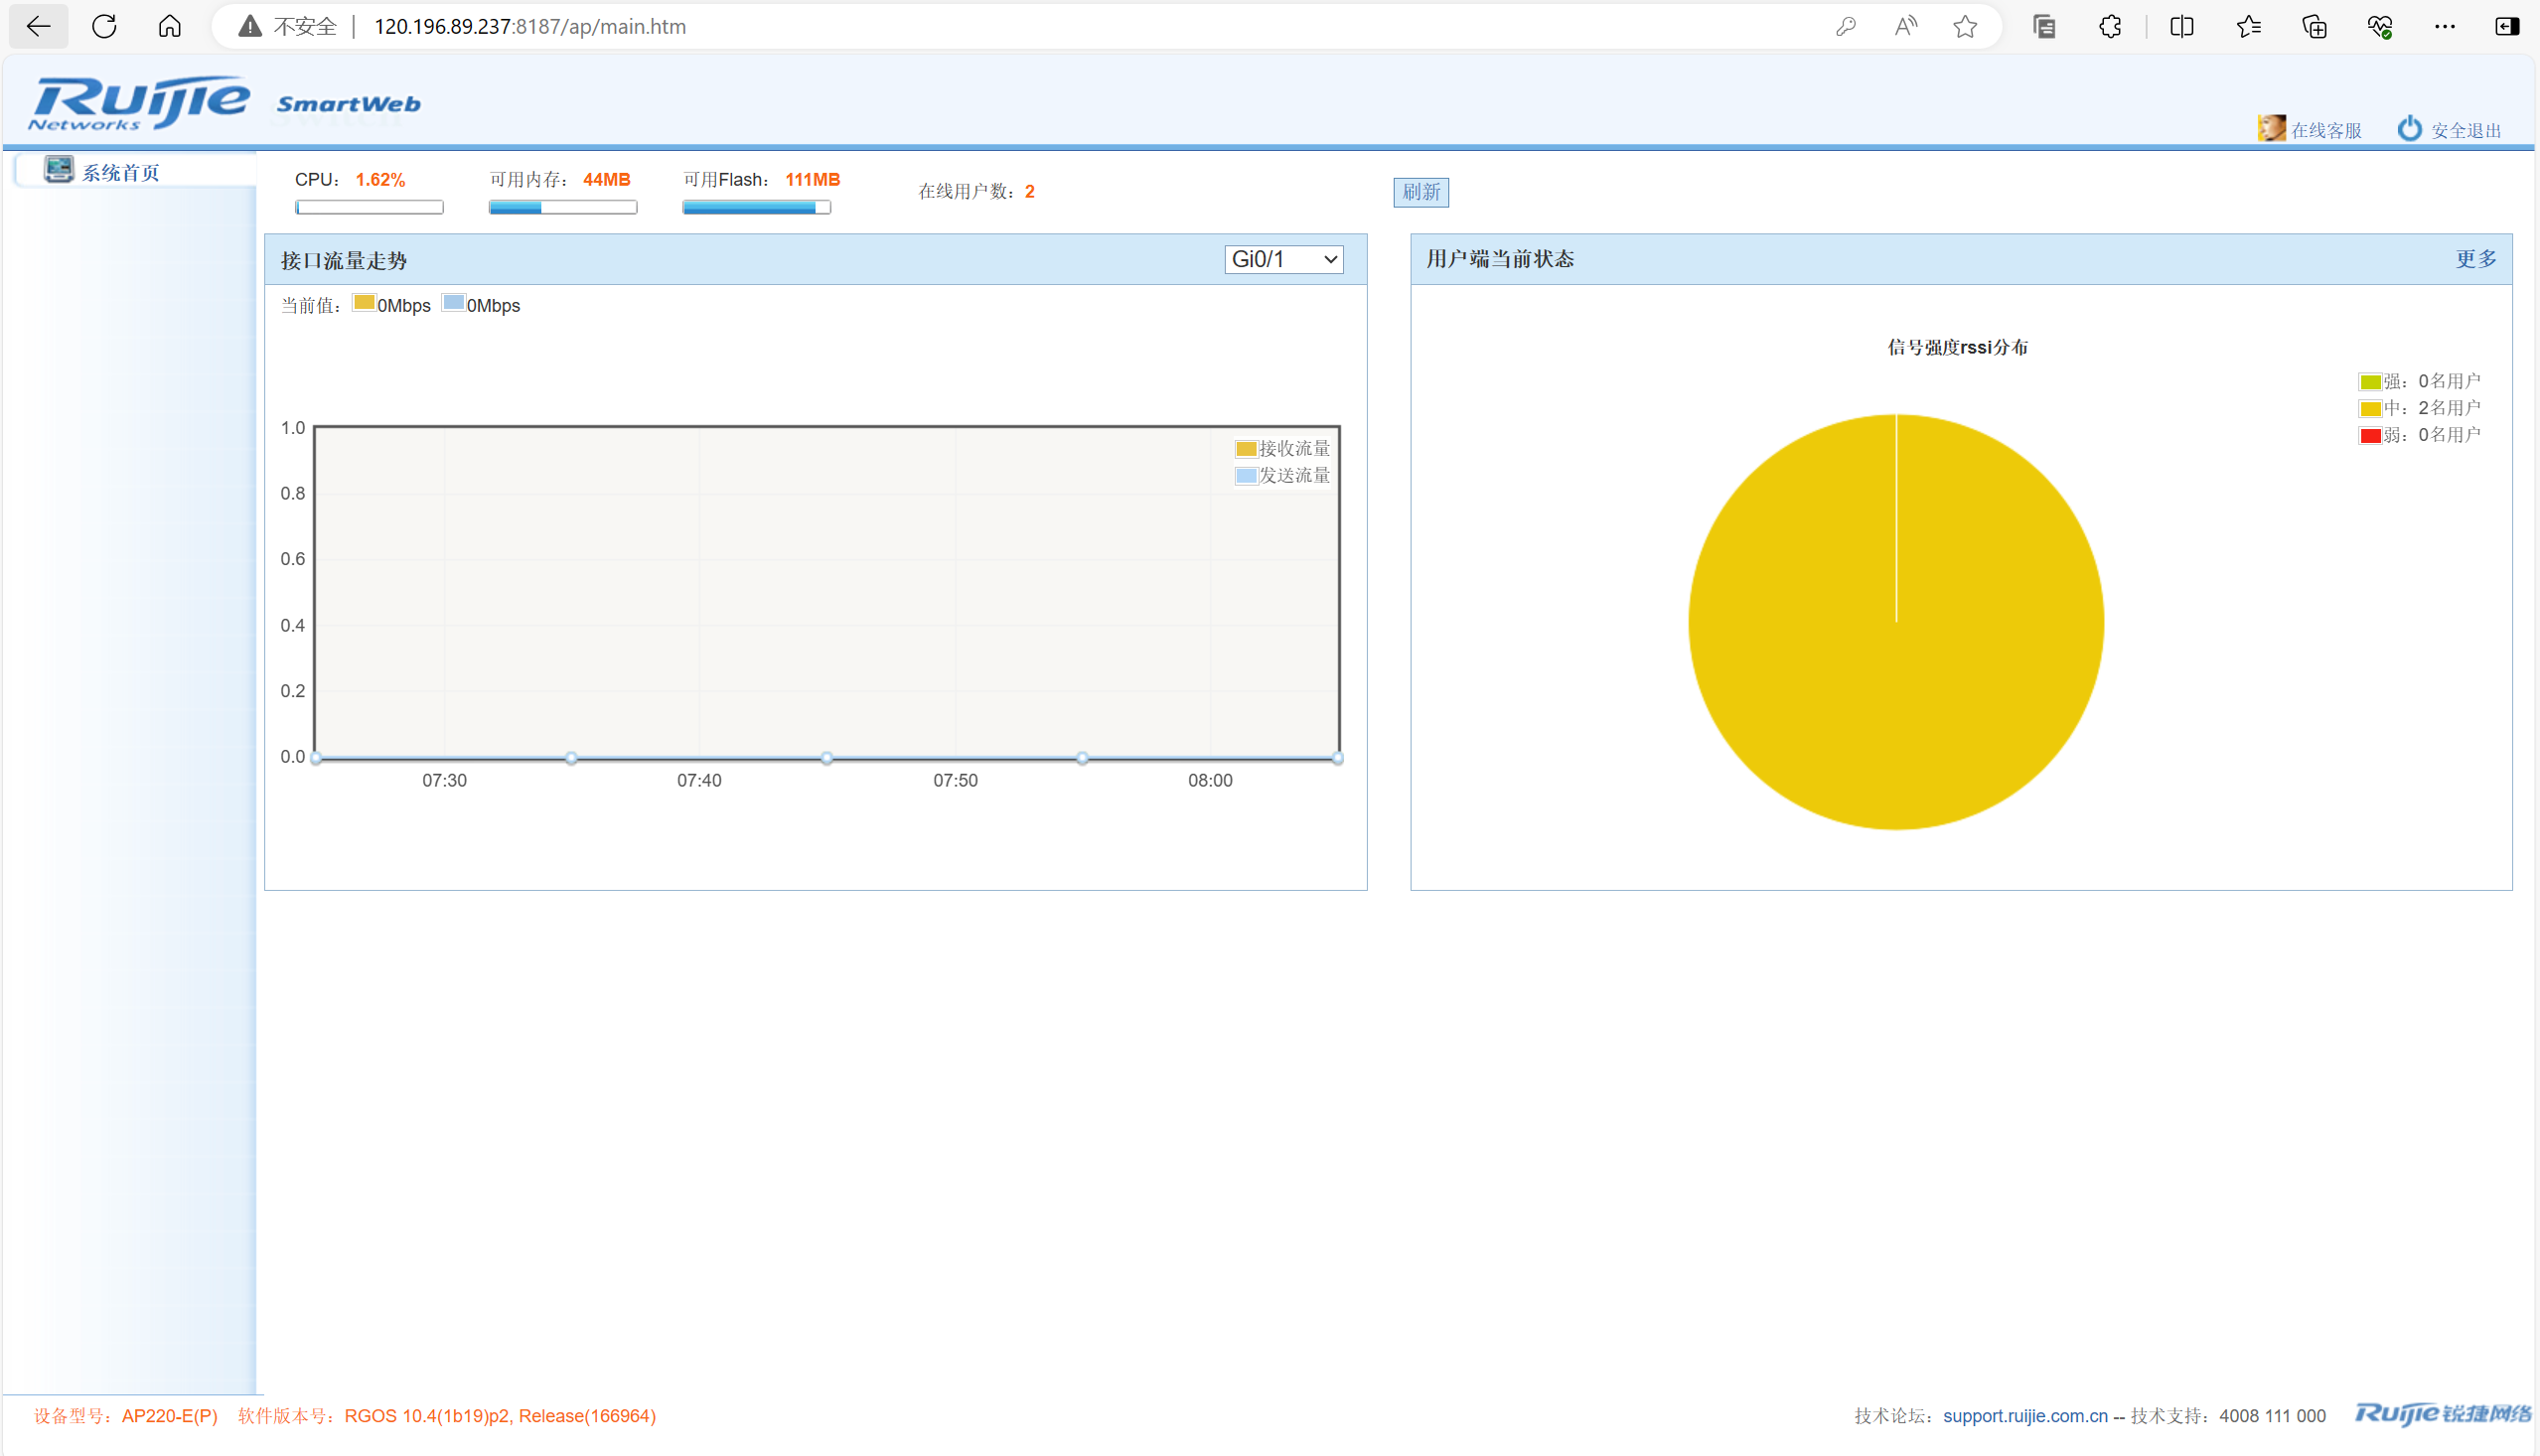 不安全 | 120.196.89.237:8187/ap/main.htm
Ruijie Networks SmartWeb
在线客服 安全退出
系统首页
CPU： 1.62% 可用内存： 44MB 可用Flash： 111MB 在线用户数：2 刷新
接口流量走势 Gi0/1
当前值： 0Mbps 0Mbps
1.0
0.8
0.6
0.4
0.2
0.0
接收流量
发送流量
07:30 07:40 07:50 08:00
用户端当前状态 更多
信号强度rssi分布
强：0名用户
中：2名用户
弱：0名用户
设备型号：AP220-E(P) 软件版本号：RGOS 10.4(1b19)p2, Release(166964)
技术论坛：support.ruijie.com.cn -- 技术支持：4008 111 000 Ruijie锐捷网络